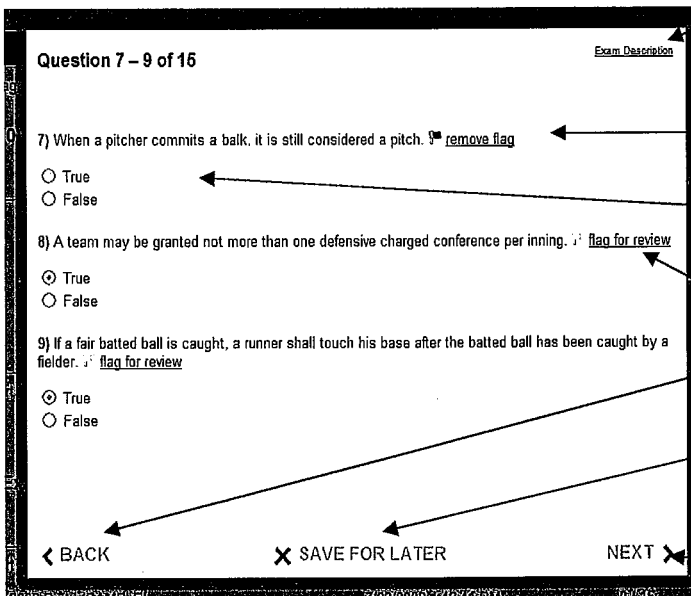 Question 7 – 9 of 15
Exam Description
7) When a pitcher commits a balk, it is still considered a pitch. remove flag
True
False
8) A team may be granted not more than one defensive charged conference per inning. flag for review
True
False
9) If a fair batted ball is caught, a runner shall touch his base after the batted ball has been caught by a
fielder. flag for review
True
False
BACK
SAVE FOR LATER
NEXT